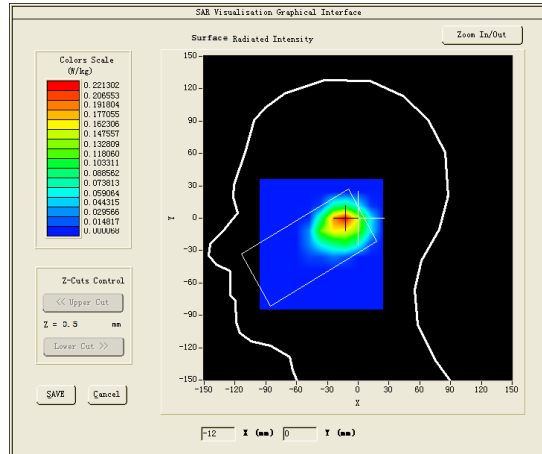 SAR Visualisation Graphical Interface
Surface Radiated Intensity
Zoom In/Out
Colors Scale
(W/kg)
0.221302
0.206553
0.191804
0.177055
0.162306
0.147557
0.132809
0.118060
0.103311
0.088562
0.073813
0.059064
0.044315
0.029566
0.014817
0.000068
Z-Cuts Control
<< Upper Cut
Z = 0.5 mm
Lower Cut >>
SAVE Cancel
150
120
90
60
30
0
-30
-60
-90
-120
-150
Y
-150 -120 -90 -60 -30 0 30 60 90 120 150
X
-12 X (mm) 0 Y (mm)